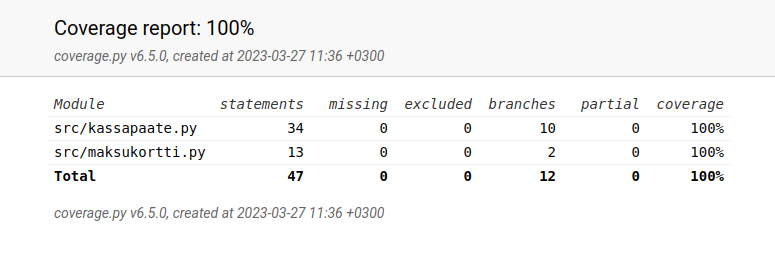 Coverage report: 100%
coverage.py v6.5.0, created at 2023-03-27 11:36 +0300
Module statements missing excluded branches partial coverage
src/kassapaate.py 34 0 0 10 0 100%
src/maksukortti.py 13 0 0 2 0 100%
Total 47 0 0 12 0 100%
coverage.py v6.5.0, created at 2023-03-27 11:36 +0300